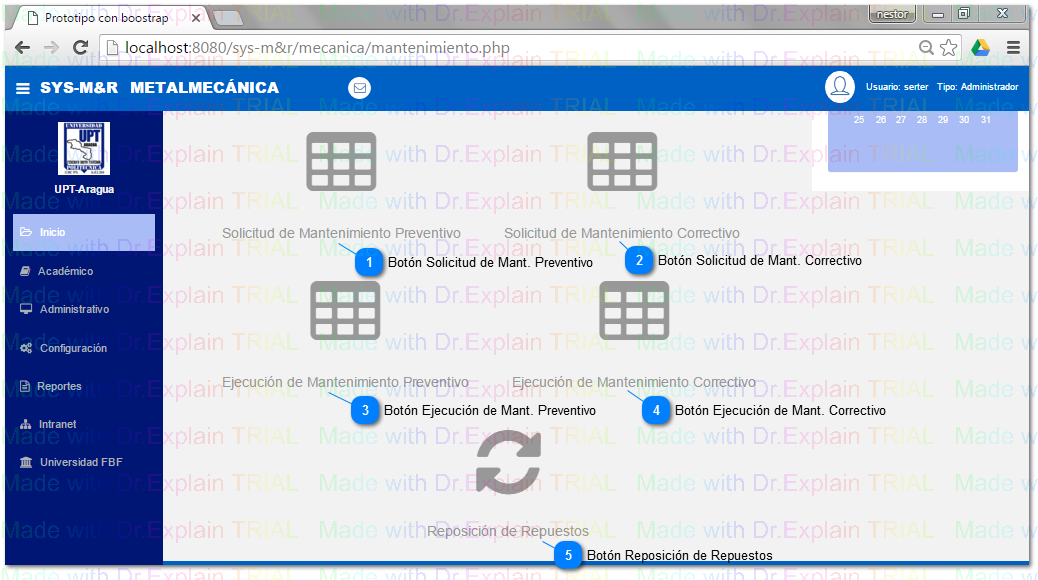 Prototipo con boostrap
nestor
localhost:8080/sys-m&r/mecanica/mantenimiento.php
SYS-M&R METALMECÁNICA
Usuario: serter Tipo: Administrador
25 26 27 28 29 30 31
UNIVERSIDAD
UPT
ARAGUA
UPT-Aragua
Inicio
Académico
Administrativo
Configuración
Reportes
Intranet
Universidad FBF
Solicitud de Mantenimiento Preventivo
Solicitud de Mantenimiento Correctivo
1 Botón Solicitud de Mant. Preventivo
2 Botón Solicitud de Mant. Correctivo
Ejecución de Mantenimiento Preventivo
Ejecución de Mantenimiento Correctivo
3 Botón Ejecución de Mant. Preventivo
4 Botón Ejecución de Mant. Correctivo
Reposición de Repuestos
5 Botón Reposición de Repuestos
Made with Dr.Explain TRIAL